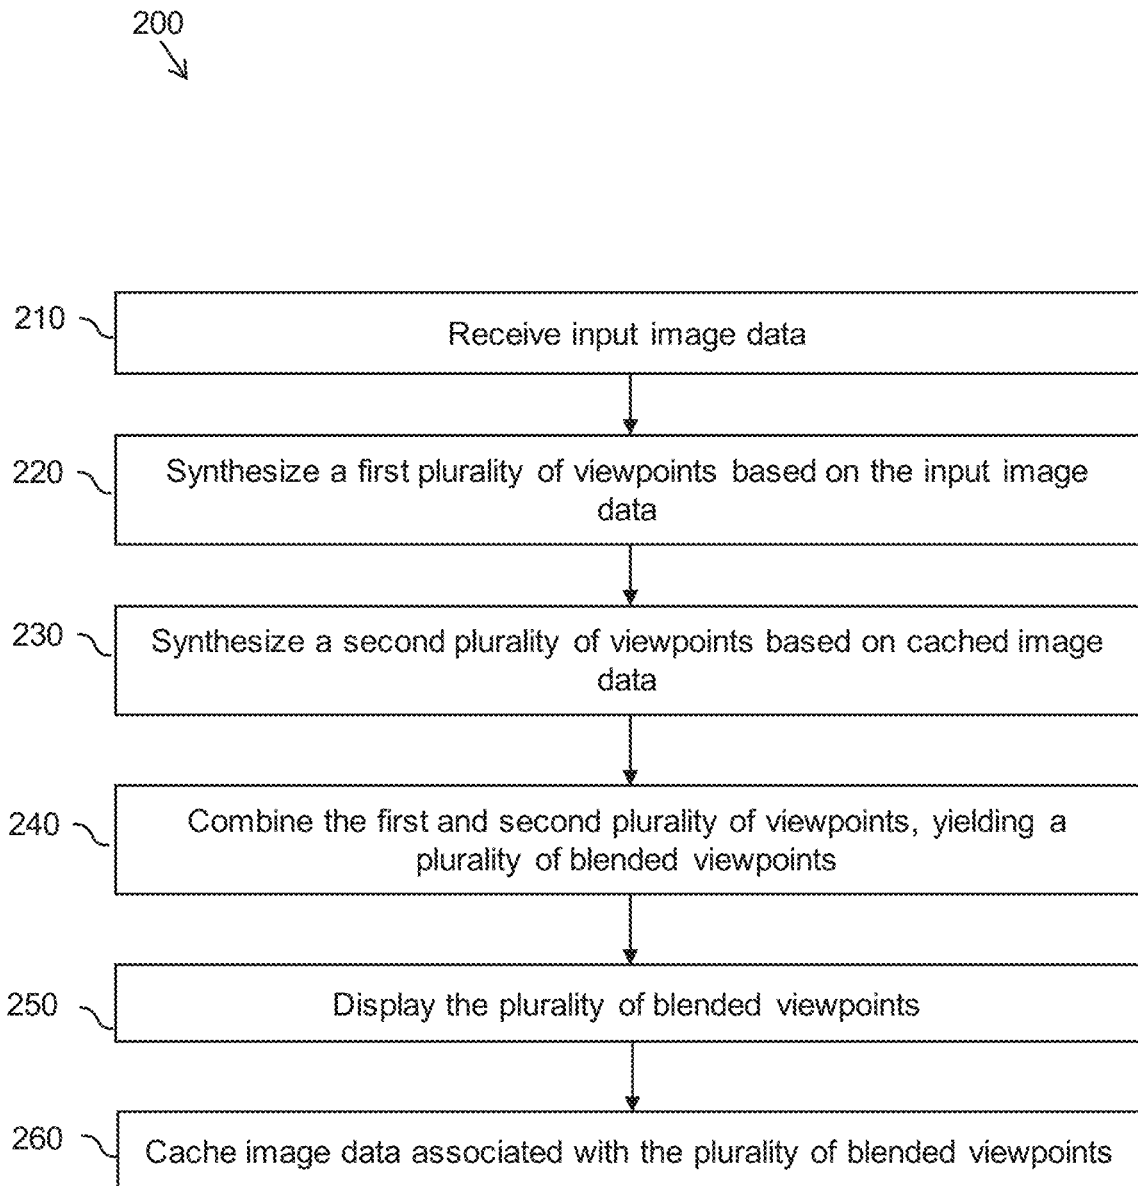 200
210
Receive input image data
220
Synthesize a first plurality of viewpoints based on the input image
data
230
Synthesize a second plurality of viewpoints based on cached image
data
240
Combine the first and second plurality of viewpoints, yielding a
plurality of blended viewpoints
250
Display the plurality of blended viewpoints
260
Cache image data associated with the plurality of blended viewpoints